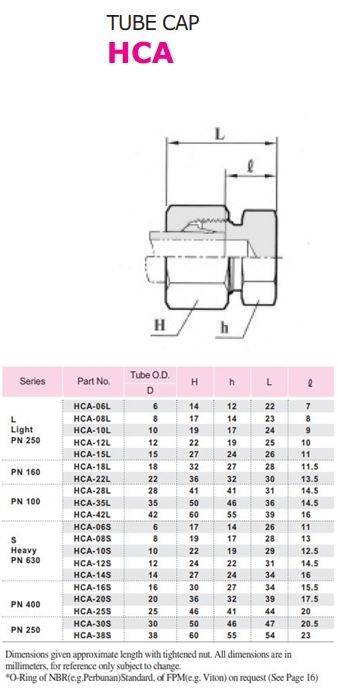 TUBE CAP
HCA
L
ℓ
H
h
Series Part No. Tube O.D. H h L ℓ
D
L
Light
PN 250
HCA-06L 6 14 12 22 7
HCA-08L 8 17 14 23 8
HCA-10L 10 19 17 24 9
HCA-12L 12 22 19 25 10
HCA-15L 15 27 24 26 11
PN 160
HCA-18L 18 32 27 28 11.5
HCA-22L 22 36 32 30 13.5
PN 100
HCA-28L 28 41 41 31 14.5
HCA-35L 35 50 46 36 14.5
HCA-42L 42 60 55 39 16
S
Heavy
PN 630
HCA-06S 6 17 14 26 11
HCA-08S 8 19 17 28 13
HCA-10S 10 22 19 29 12.5
HCA-12S 12 24 22 31 14.5
HCA-14S 14 27 24 34 16
PN 400
HCA-16S 16 30 27 34 15.5
HCA-20S 20 36 32 39 17.5
HCA-25S 25 46 41 44 20
PN 250
HCA-30S 30 50 46 47 20.5
HCA-38S 38 60 55 54 23
Dimensions given approximate length with tightened nut. All dimensions are in
millimeters, for reference only subject to change.
*O-Ring of NBR(e.g.Perbunan)Standard, of FPM(e.g. Viton) on request (See Page 16)